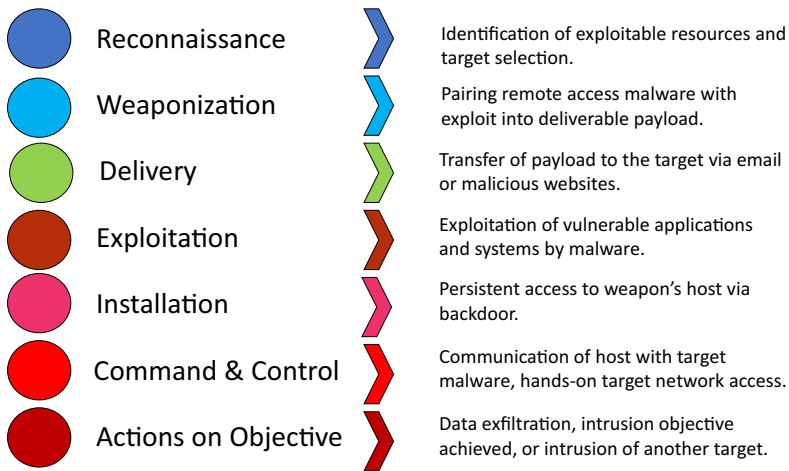 Reconnaissance
Identification of exploitable resources and
target selection.
Weaponization
Pairing remote access malware with
exploit into deliverable payload.
Delivery
Transfer of payload to the target via email
or malicious websites.
Exploitation
Exploitation of vulnerable applications
and systems by malware.
Installation
Persistent access to weapon’s host via
backdoor.
Command & Control
Communication of host with target
malware, hands-on target network access.
Actions on Objective
Data exfiltration, intrusion objective
achieved, or intrusion of another target.